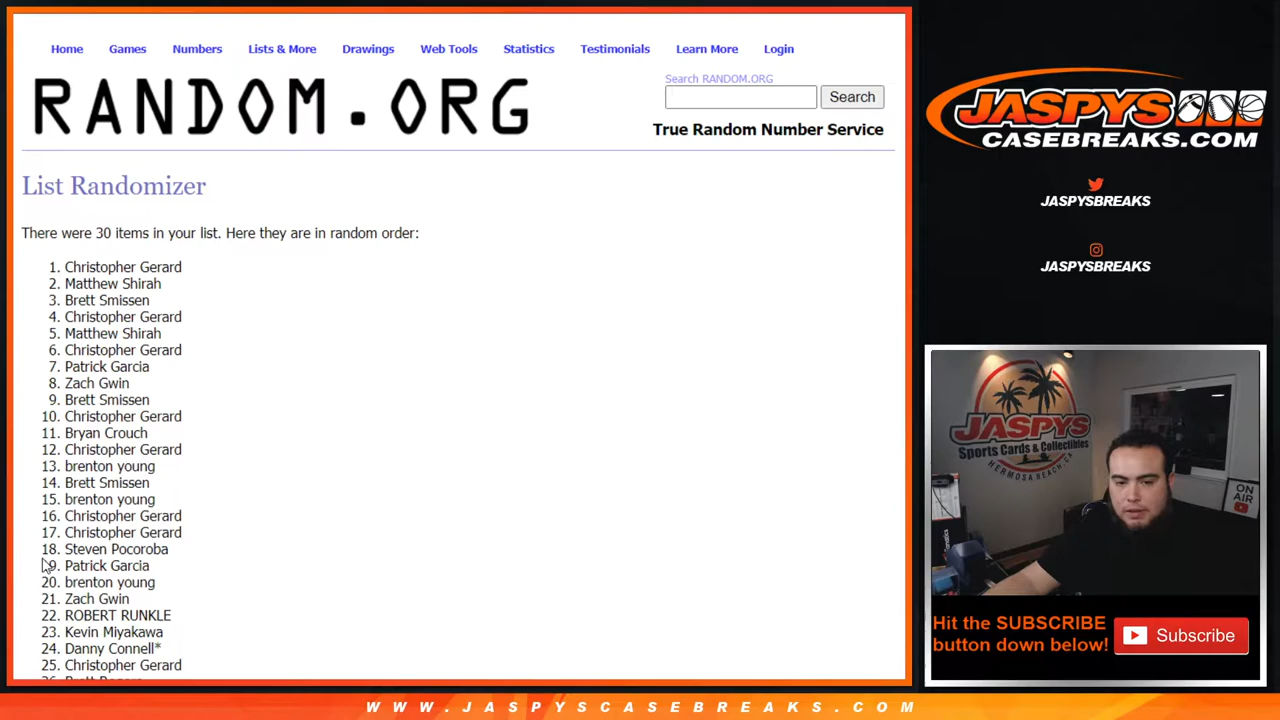 Home Games Numbers Lists & More Drawings Web Tools Statistics Testimonials Learn More Login
RANDOM.ORG
Search RANDOM.ORG
Search
True Random Number Service
List Randomizer
There were 30 items in your list. Here they are in random order:
1. Christopher Gerard
2. Matthew Shirah
3. Brett Smissen
4. Christopher Gerard
5. Matthew Shirah
6. Christopher Gerard
7. Patrick Garcia
8. Zach Gwin
9. Brett Smissen
10. Christopher Gerard
11. Bryan Crouch
12. Christopher Gerard
13. brenton young
14. Brett Smissen
15. brenton young
16. Christopher Gerard
17. Christopher Gerard
18. Steven Pocoroba
19. Patrick Garcia
20. brenton young
21. Zach Gwin
22. ROBERT RUNKLE
23. Kevin Miyakawa
24. Danny Connell*
25. Christopher Gerard
JASPYS
CASEBREAKS.COM
JASPYSBREAKS
JASPYSBREAKS
JASPYS
Sports Cards & Collectibles
HERMOSA BEACH, CA
ON
AIR
Hit the SUBSCRIBE
button down below!
Subscribe
WWW.JASPYSCASEBREAKS.COM